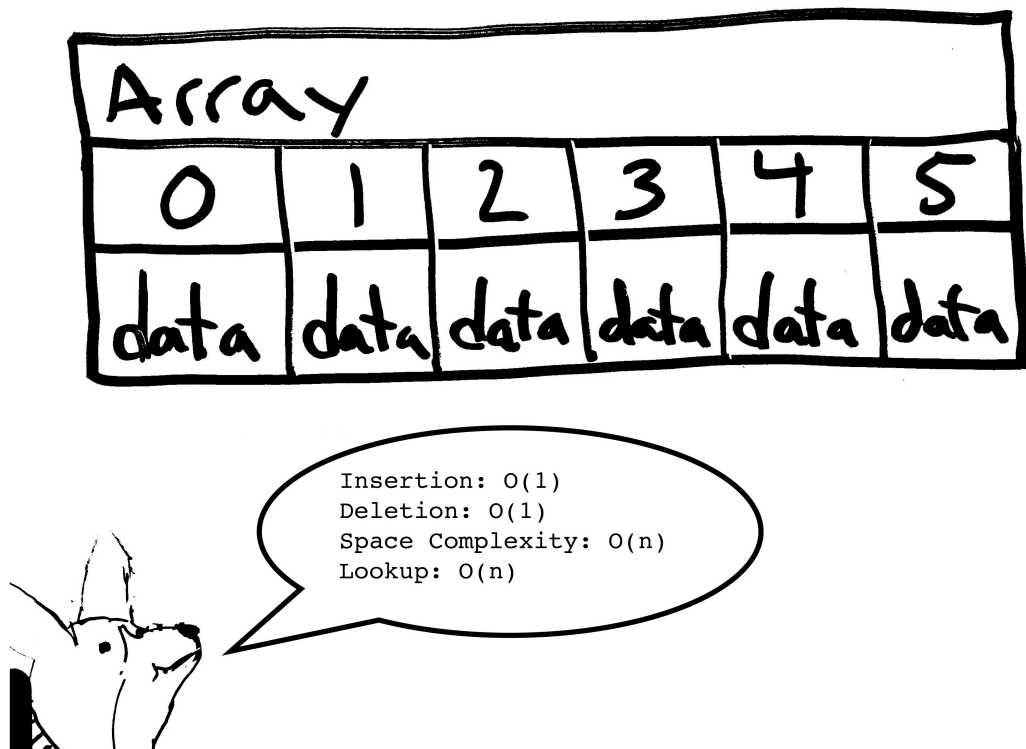 Array
0 1 2 3 4 5
data data data data data data
Insertion: O(1)
Deletion: O(1)
Space Complexity: O(n)
Lookup: O(n)